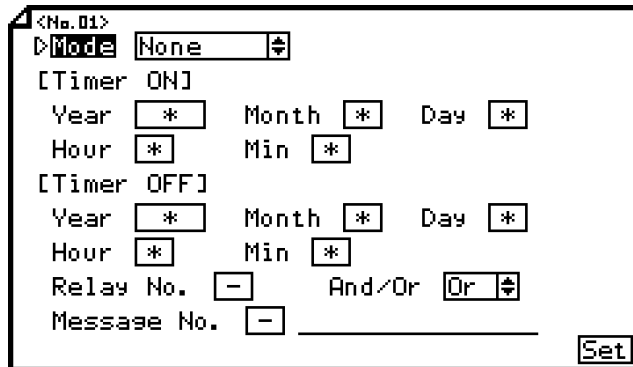 <No.01>
Mode None
[Timer ON]
Year * Month * Day *
Hour * Min *
[Timer OFF]
Year * Month * Day *
Hour * Min *
Relay No. - And/Or Or
Message No. -
Set